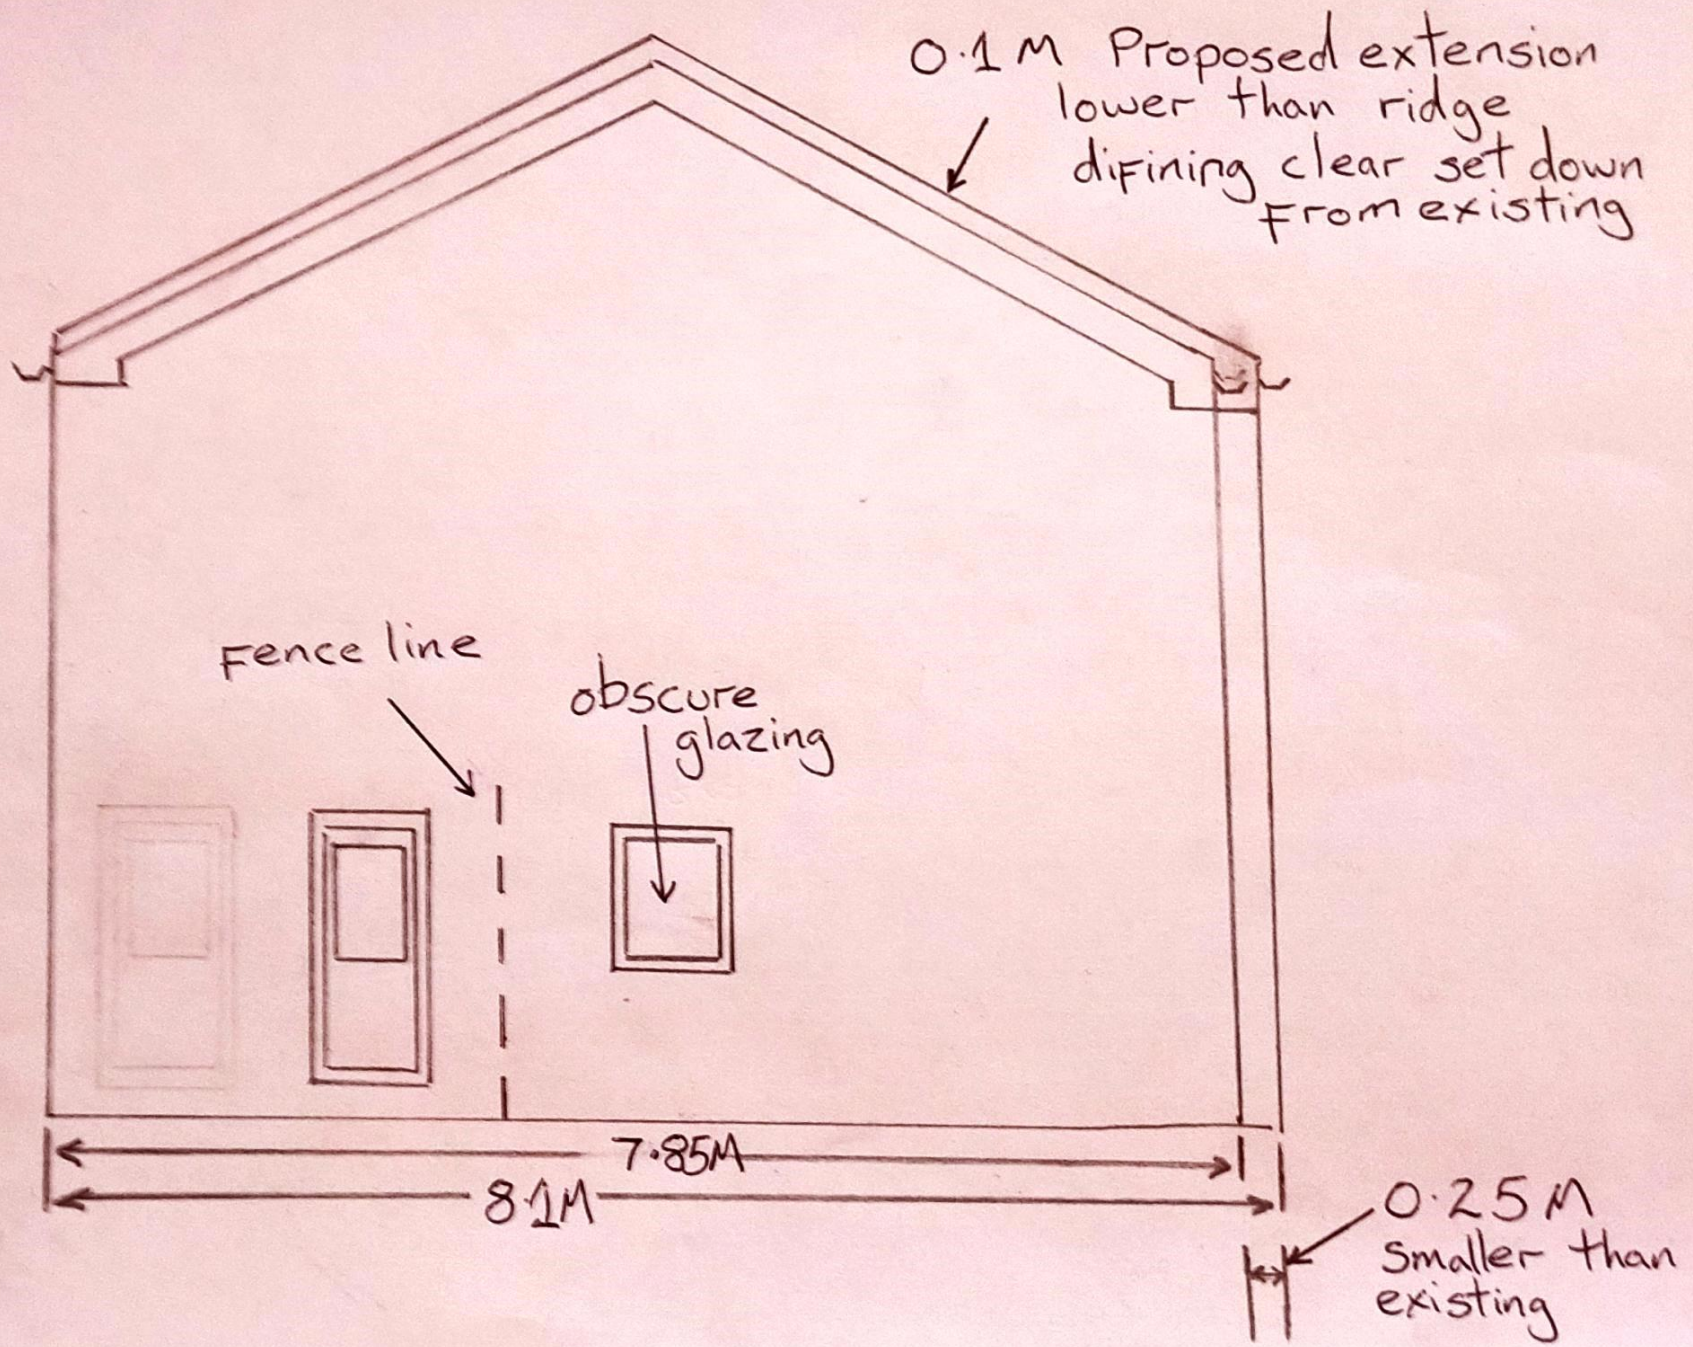 0.1M Proposed extension
lower than ridge
difining clear set down
From existing
Fence line
obscure
glazing
7.85M
8.1M
0.25M
Smaller than
existing